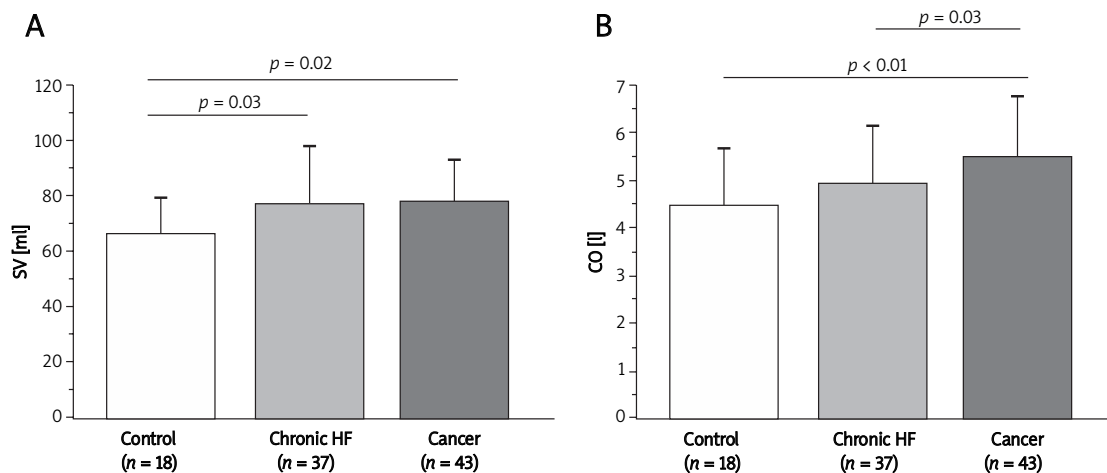 A
p = 0.02
p = 0.03
SV [ml]
120
100
80
60
40
20
0
Control
(n = 18)
Chronic HF
(n = 37)
Cancer
(n = 43)
B
p = 0.03
p < 0.01
CO [l]
7
6
5
4
3
2
1
0
Control
(n = 18)
Chronic HF
(n = 37)
Cancer
(n = 43)